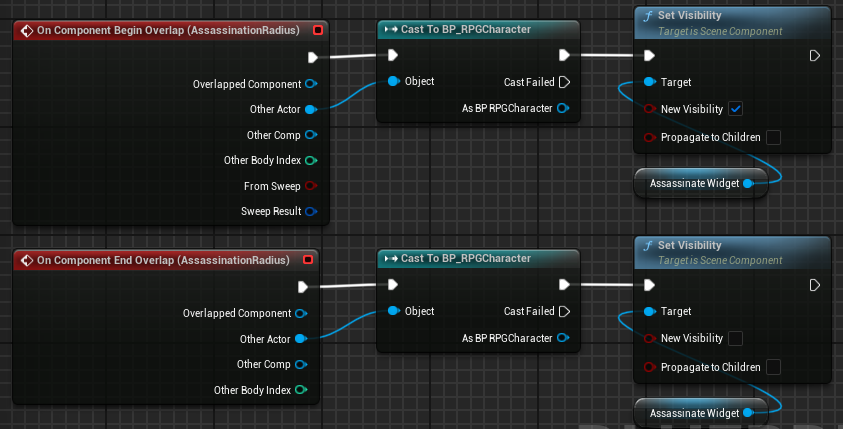 On Component Begin Overlap (AssassinationRadius)
Overlapped Component
Other Actor
Other Comp
Other Body Index
From Sweep
Sweep Result
Cast To BP_RPGCharacter
Object
Cast Failed
As BP RPGCharacter
Set Visibility
Target is Scene Component
Target
New Visibility
Propagate to Children
Assassinate Widget
On Component End Overlap (AssassinationRadius)
Overlapped Component
Other Actor
Other Comp
Other Body Index
Cast To BP_RPGCharacter
Object
Cast Failed
As BP RPGCharacter
Set Visibility
Target is Scene Component
Target
New Visibility
Propagate to Children
Assassinate Widget